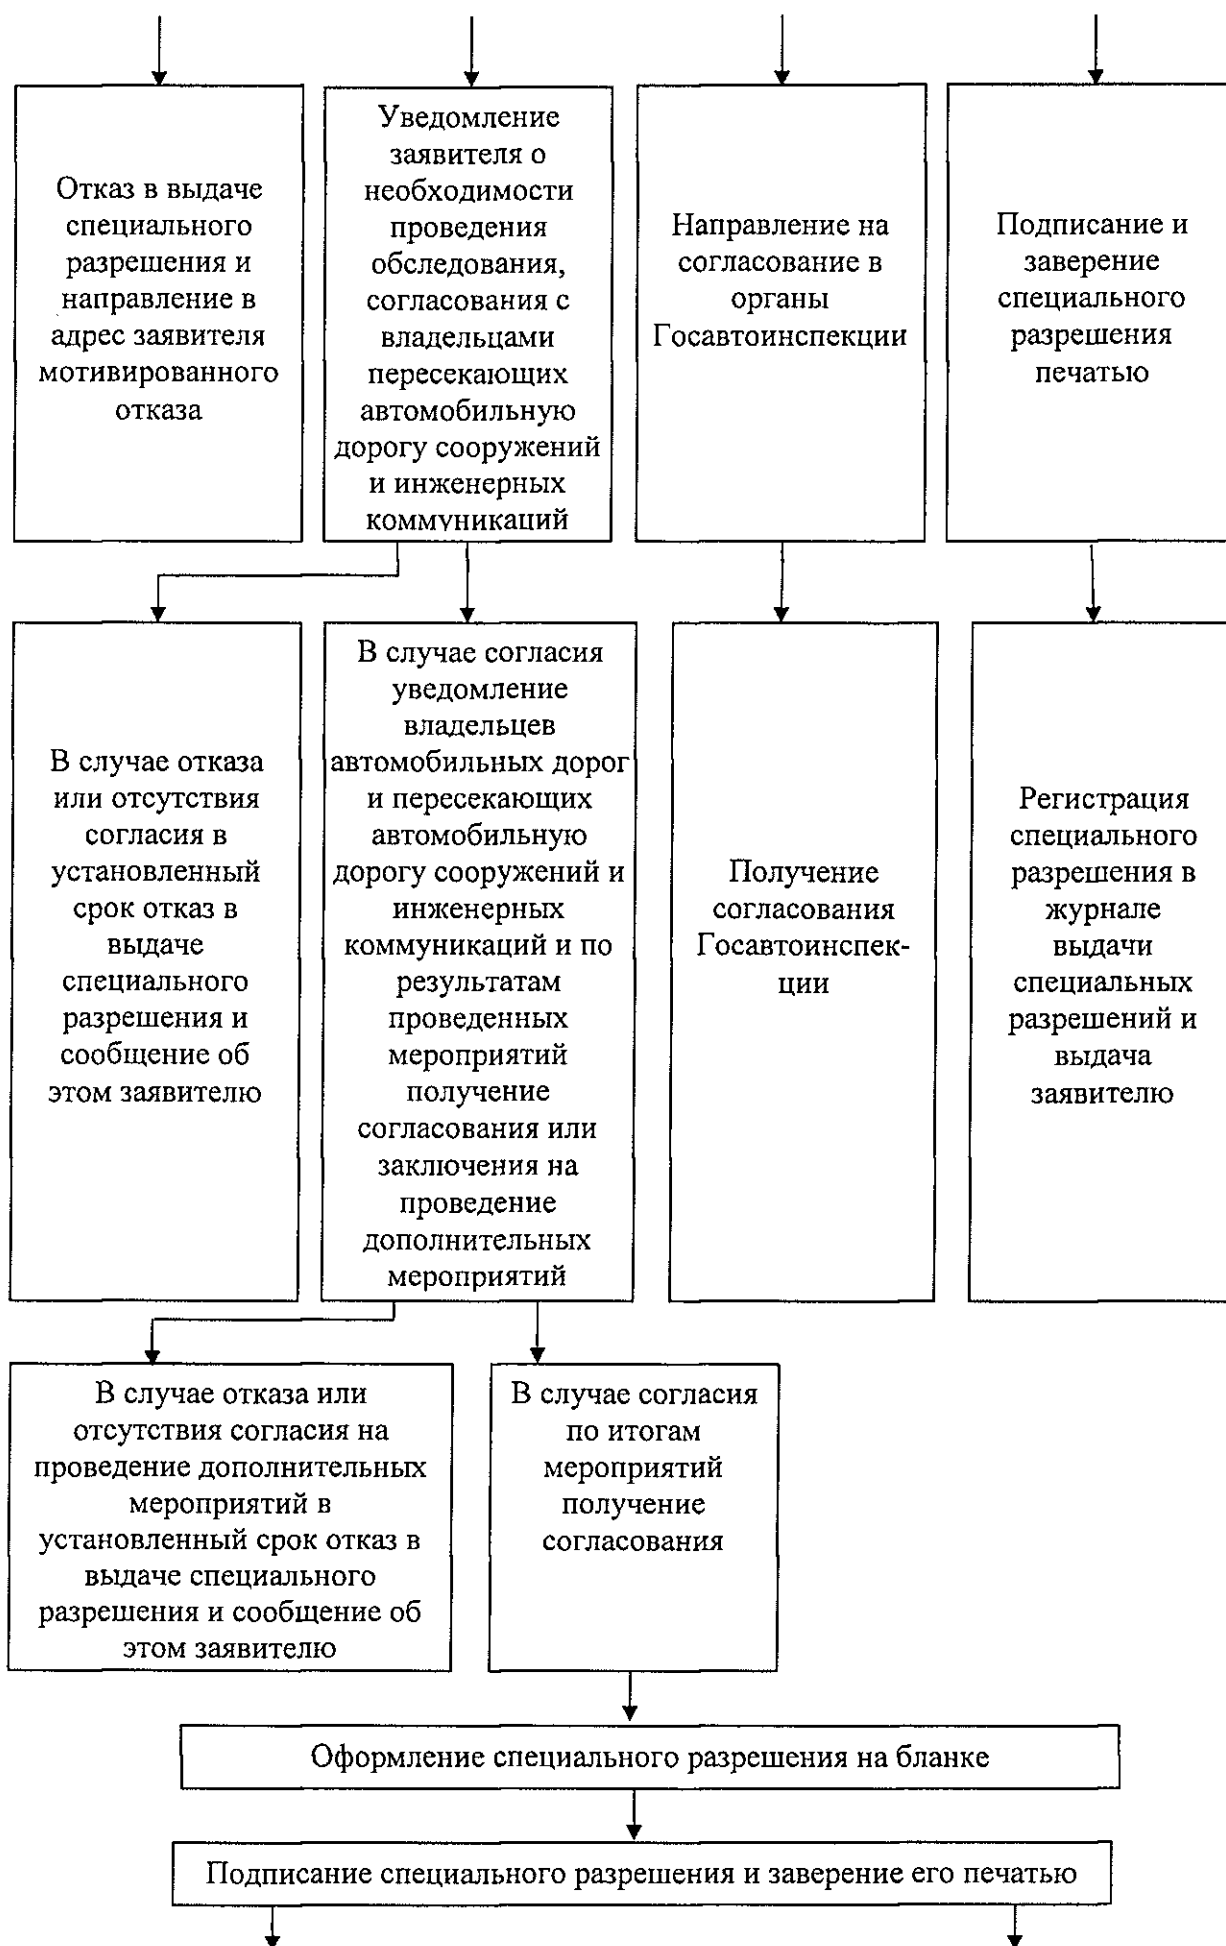 Отказ в выдаче
специального
разрешения и
направление в
адрес заявителя
мотивированного
отказа
Уведомление
заявителя о
необходимости
проведения
обследования,
согласования с
владельцами
пересекающих
автомобильную
дорогу сооружений
и инженерных
коммуникаций
Направление на
согласование в
органы
Госавтоинспекции
Подписание и
заверение
специального
разрешения
печатью
В случае отказа
или отсутствия
согласия в
установленный
срок отказ в
выдаче
специального
разрешения и
сообщение об
этом заявителю
В случае согласия
уведомление
владельцев
автомобильных дорог
и пересекающих
автомобильную
дорогу сооружений и
инженерных
коммуникаций и по
результатам
проведенных
мероприятий
получение
согласования или
заключения на
проведение
дополнительных
мероприятий
Получение
согласования
Госавтоинспек-
ции
Регистрация
специального
разрешения в
журнале
выдачи
специальных
разрешений и
выдача
заявителю
В случае отказа или
отсутствия согласия на
проведение дополнительных
мероприятий в
установленный срок отказ в
выдаче специального
разрешения и сообщение об
этом заявителю
В случае согласия
по итогам
мероприятий
получение
согласования
Оформление специального разрешения на бланке
Подписание специального разрешения и заверение его печатью